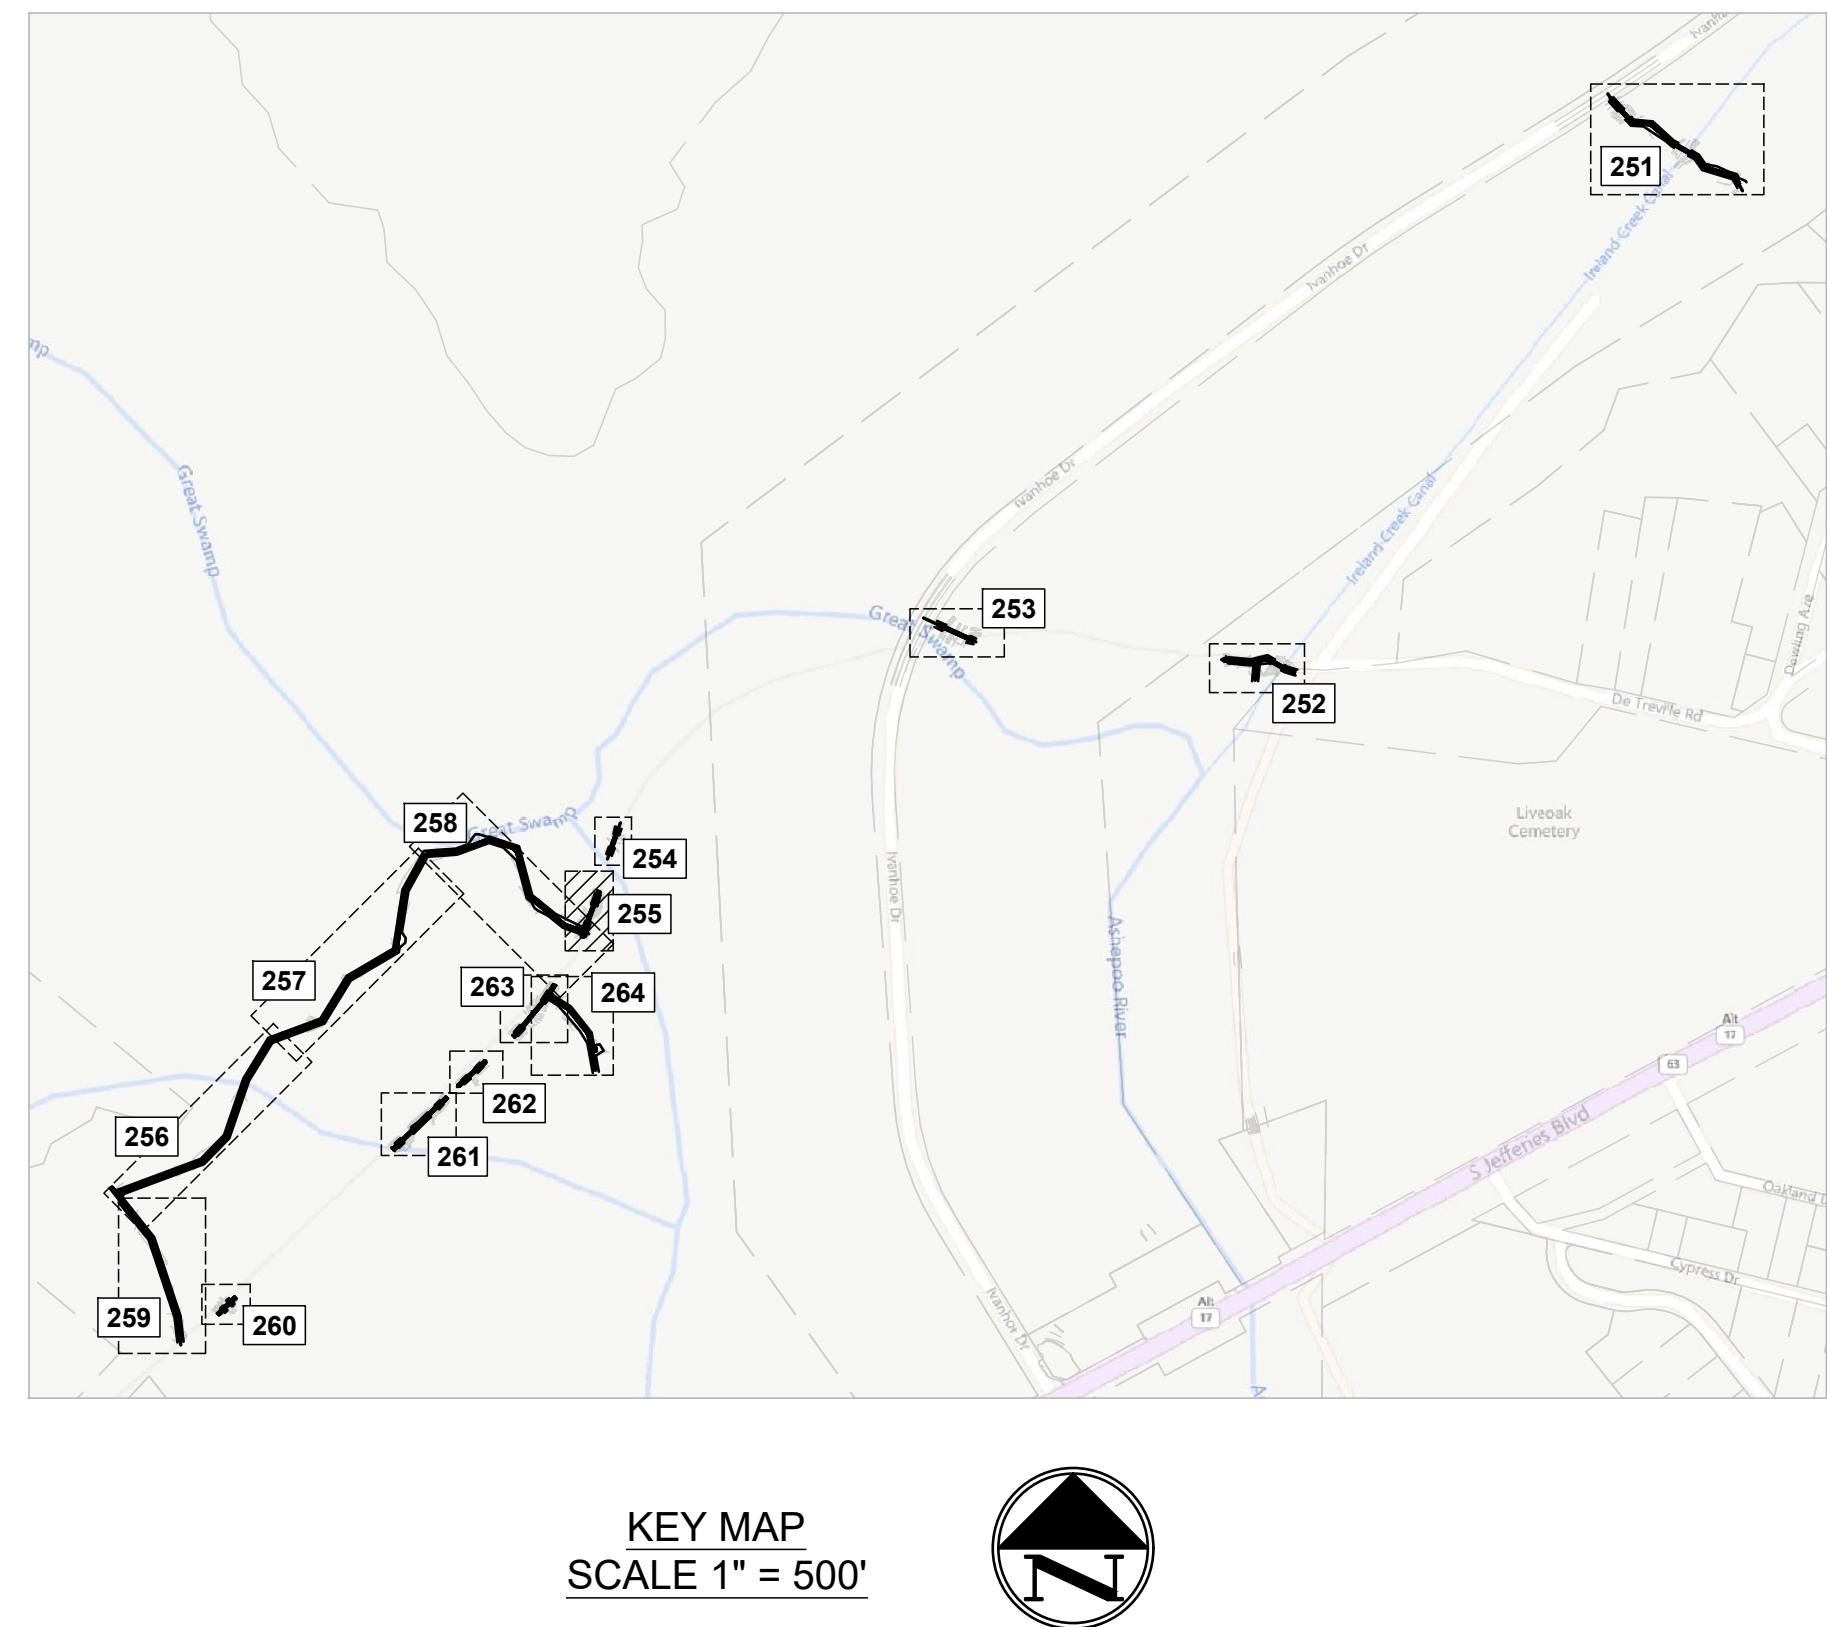 Ivanh
251
Ireland Creek Canal
Ivanhoe Dr
mp
Great Swamp
Ivanhoe Dr
Ireland Creek Canal
253
Great Swamp
252
Dowling Ave
De Treville Rd
258
Great Swamp
254
255
Liveoak
Cemetery
Ivanhoe Dr
Ashepoo River
257
263
264
Alt
17
63
262
256
261
S Jefferies Blvd
Oakland
Cypress Dr
259
260
Ivanhoe Dr
Alt
17
A
KEY MAP
SCALE 1" = 500'
N